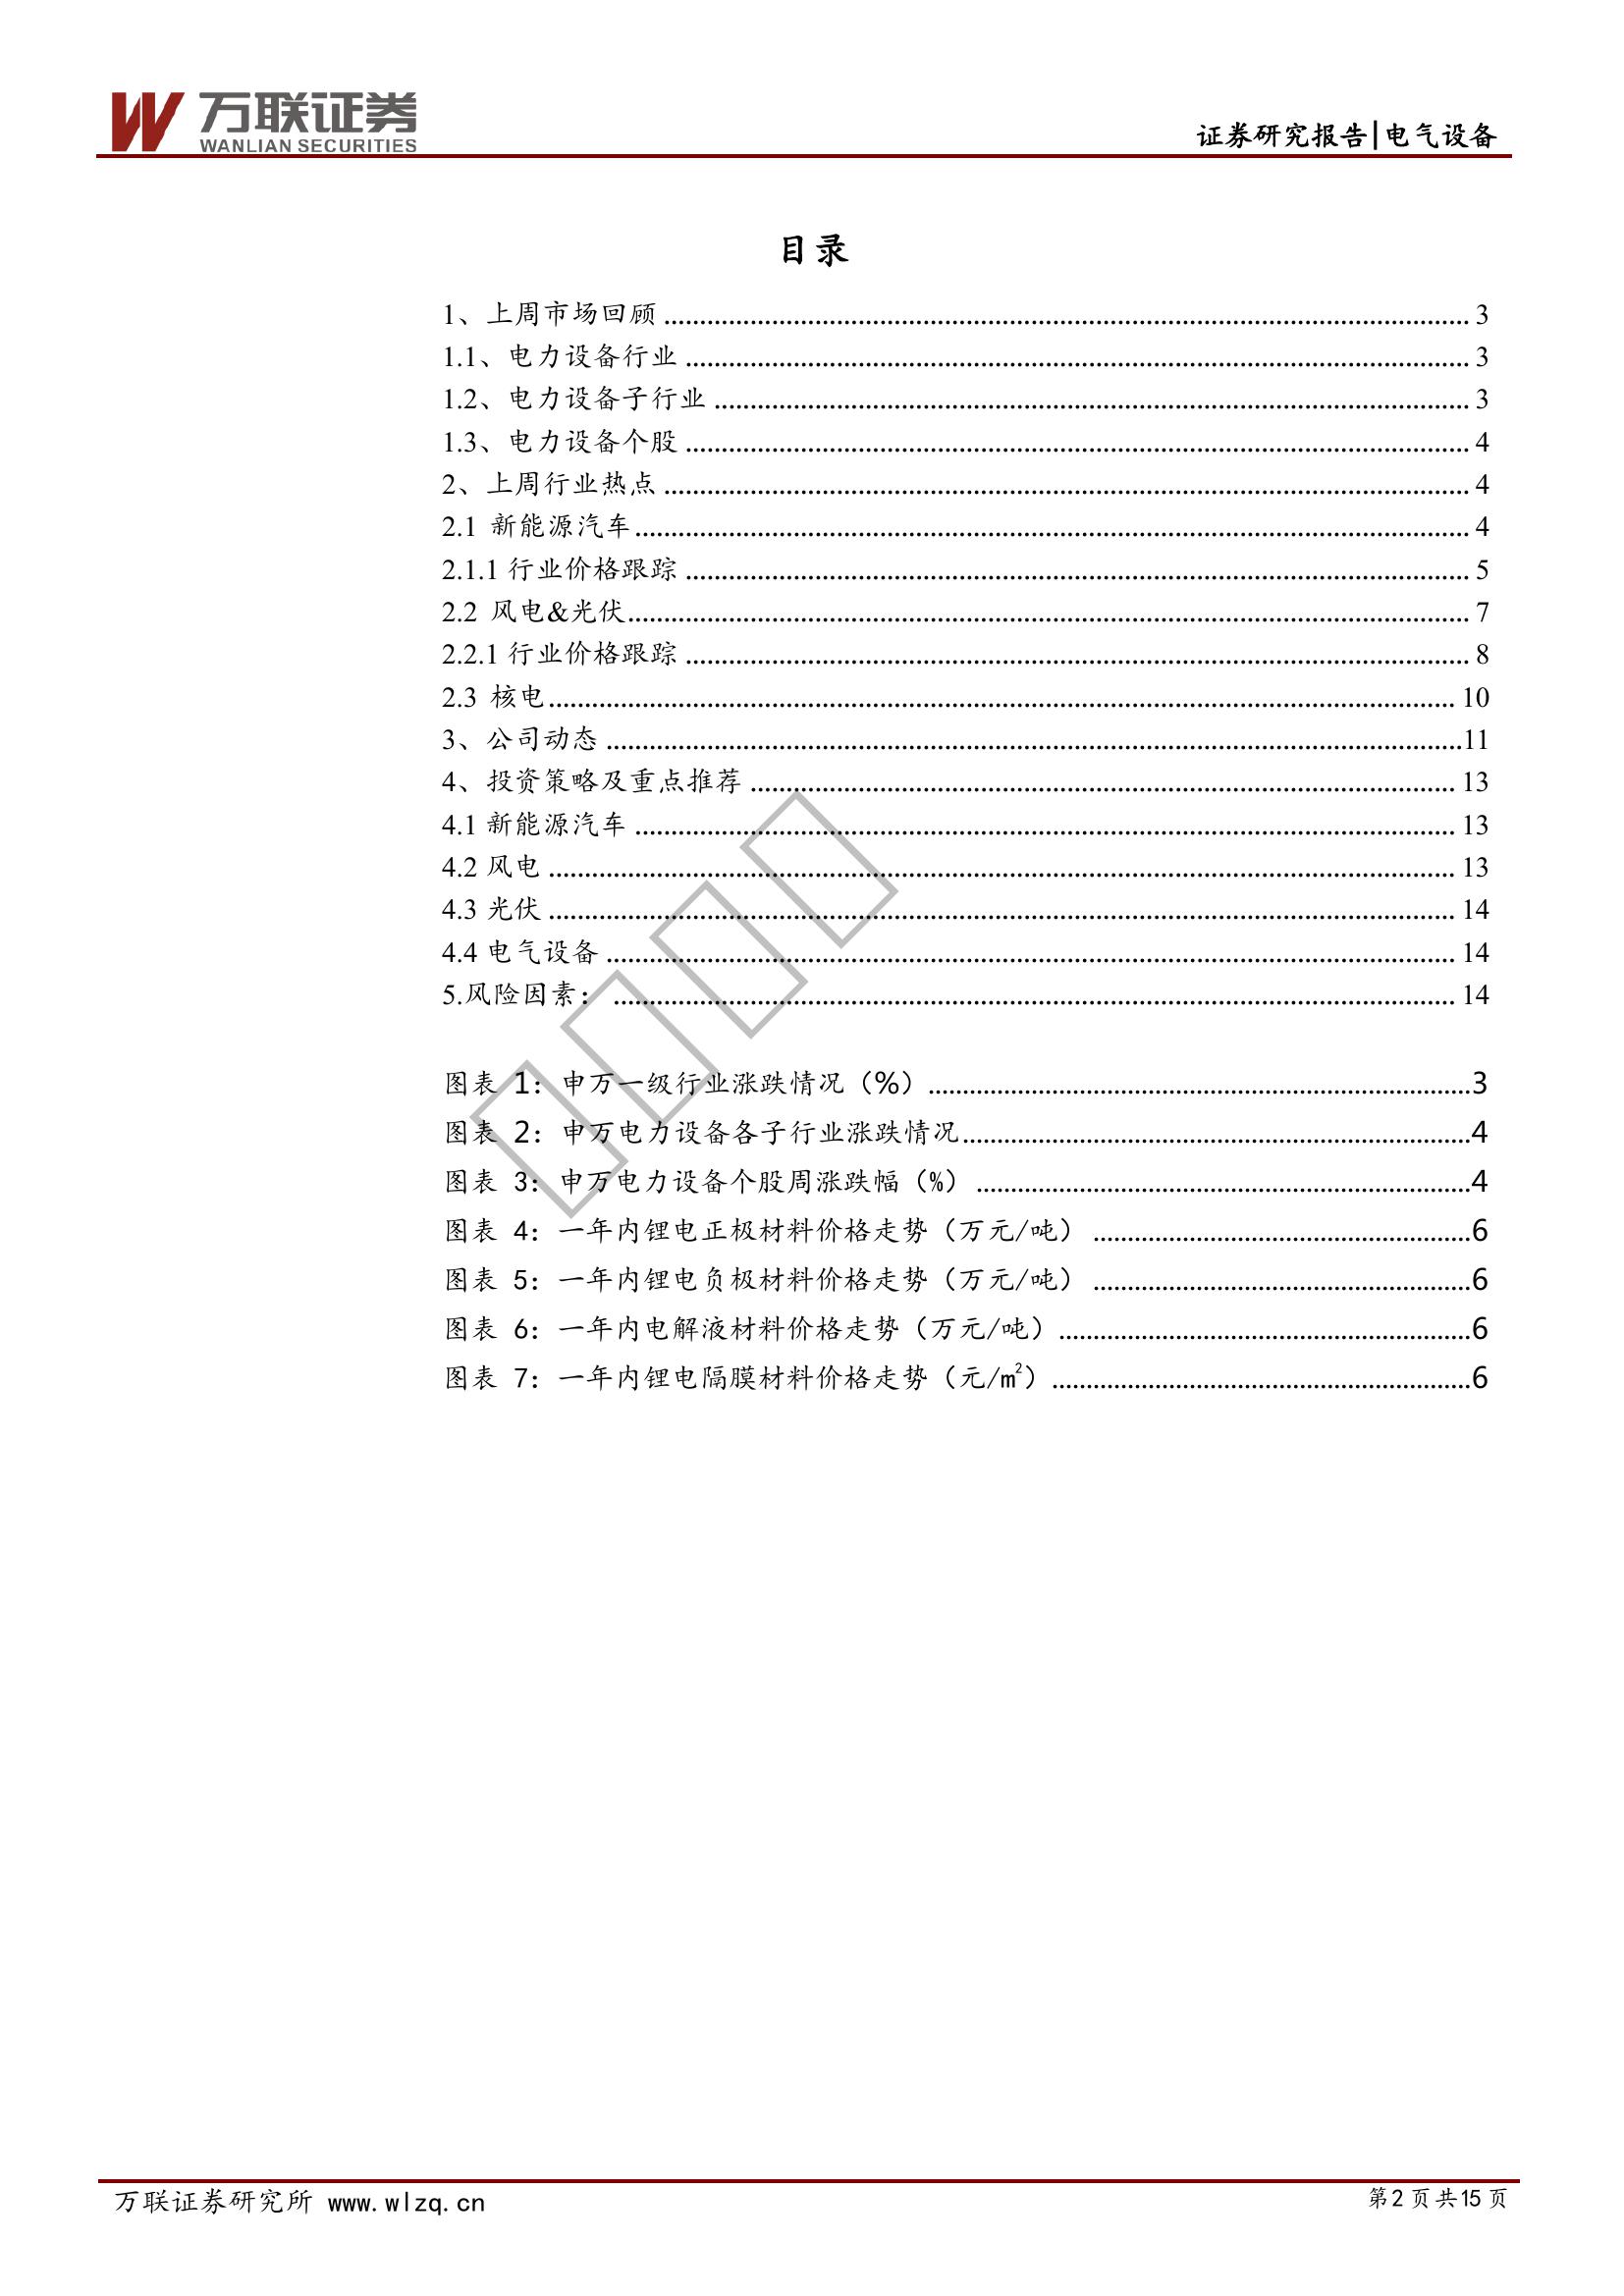 万联证券
WANLIAN SECURITIES
证券研究报告|电气设备
目录
1、上周市场回顾 ........ 3
1.1、电力设备行业 ........ 3
1.2、电力设备子行业 ........ 3
1.3、电力设备个股 ........ 4
2、上周行业热点 ........ 4
2.1 新能源汽车 ........ 4
2.1.1 行业价格跟踪 ........ 5
2.2 风电&光伏 ........ 7
2.2.1 行业价格跟踪 ........ 8
2.3 核电 ........ 10
3、公司动态 ........ 11
4、投资策略及重点推荐 ........ 13
4.1 新能源汽车 ........ 13
4.2 风电 ........ 13
4.3 光伏 ........ 14
4.4 电气设备 ........ 14
5.风险因素： ........ 14
图表 1：申万一级行业涨跌情况（%） ........ 3
图表 2：申万电力设备各子行业涨跌情况 ........ 4
图表 3：申万电力设备个股周涨跌幅（%） ........ 4
图表 4：一年内锂电正极材料价格走势（万元/吨） ........ 6
图表 5：一年内锂电负极材料价格走势（万元/吨） ........ 6
图表 6：一年内电解液材料价格走势（万元/吨） ........ 6
图表 7：一年内锂电隔膜材料价格走势（元/m²） ........ 6
万联证券研究所 www.wlzq.cn
第2页共15页